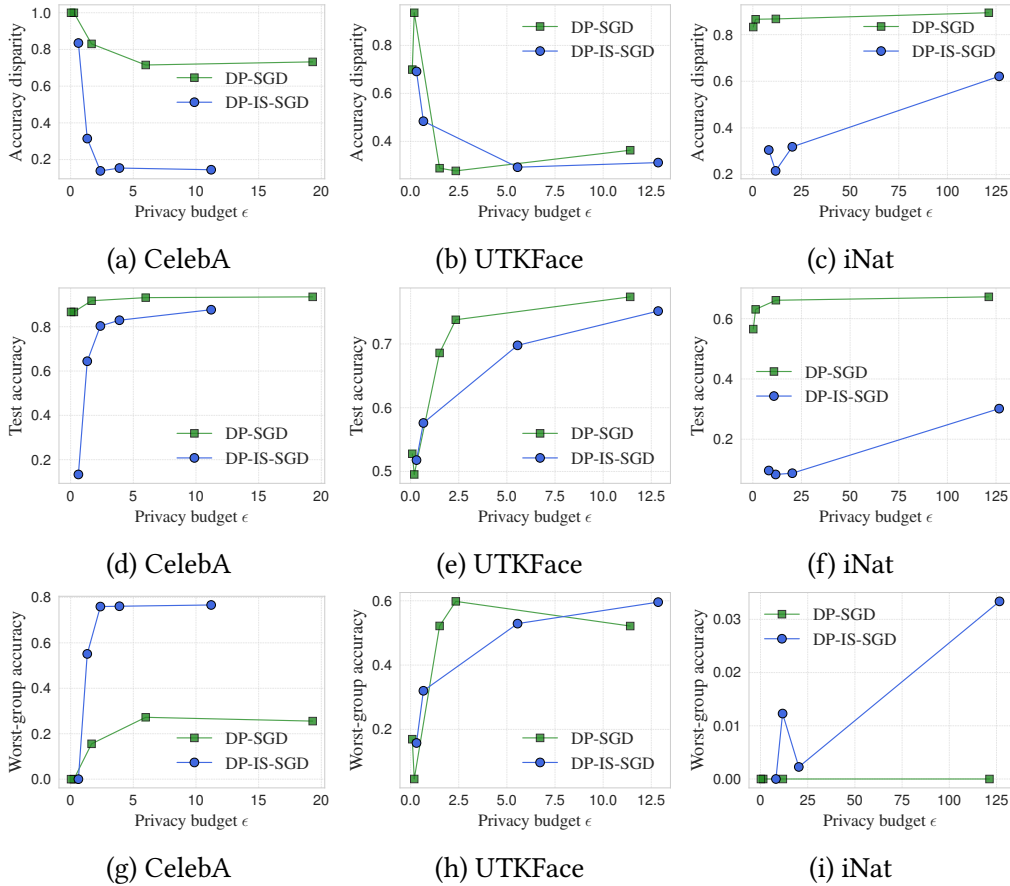 1.0
0.8
0.6
0.4
0.2
Accuracy disparity
DP-SGD
DP-IS-SGD
0 5 10 15 20
Privacy budget ϵ
(a) CelebA
0.8
0.6
0.4
Accuracy disparity
DP-SGD
DP-IS-SGD
0.0 2.5 5.0 7.5 10.0 12.5
Privacy budget ϵ
(b) UTKFace
0.8
0.6
0.4
0.2
Accuracy disparity
DP-SGD
DP-IS-SGD
0 25 50 75 100 125
Privacy budget ϵ
(c) iNat
0.8
0.6
0.4
0.2
Test accuracy
DP-SGD
DP-IS-SGD
0 5 10 15 20
Privacy budget ϵ
(d) CelebA
0.7
0.6
0.5
Test accuracy
DP-SGD
DP-IS-SGD
0.0 2.5 5.0 7.5 10.0 12.5
Privacy budget ϵ
(e) UTKFace
0.6
0.4
0.2
Test accuracy
DP-SGD
DP-IS-SGD
0 25 50 75 100 125
Privacy budget ϵ
(f) iNat
0.8
0.6
0.4
0.2
0.0
Worst-group accuracy
DP-SGD
DP-IS-SGD
0 5 10 15 20
Privacy budget ϵ
(g) CelebA
0.6
0.4
0.2
Worst-group accuracy
DP-SGD
DP-IS-SGD
0.0 2.5 5.0 7.5 10.0 12.5
Privacy budget ϵ
(h) UTKFace
0.03
0.02
0.01
0.00
Worst-group accuracy
DP-SGD
DP-IS-SGD
0 25 50 75 100 125
Privacy budget ϵ
(i) iNat